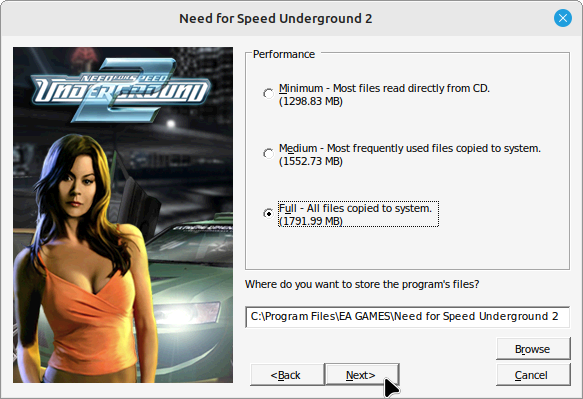 Need for Speed Underground 2
NEED FOR SPEED
UNDERGROUND
2
Performance
Minimum - Most files read directly from CD.
(1298.83 MB)
Medium - Most frequently used files copied to system.
(1552.73 MB)
Full - All files copied to system.
(1791.99 MB)
Where do you want to store the program's files?
C:\Program Files\EA GAMES\Need for Speed Underground 2
Browse
<Back
Next>
Cancel